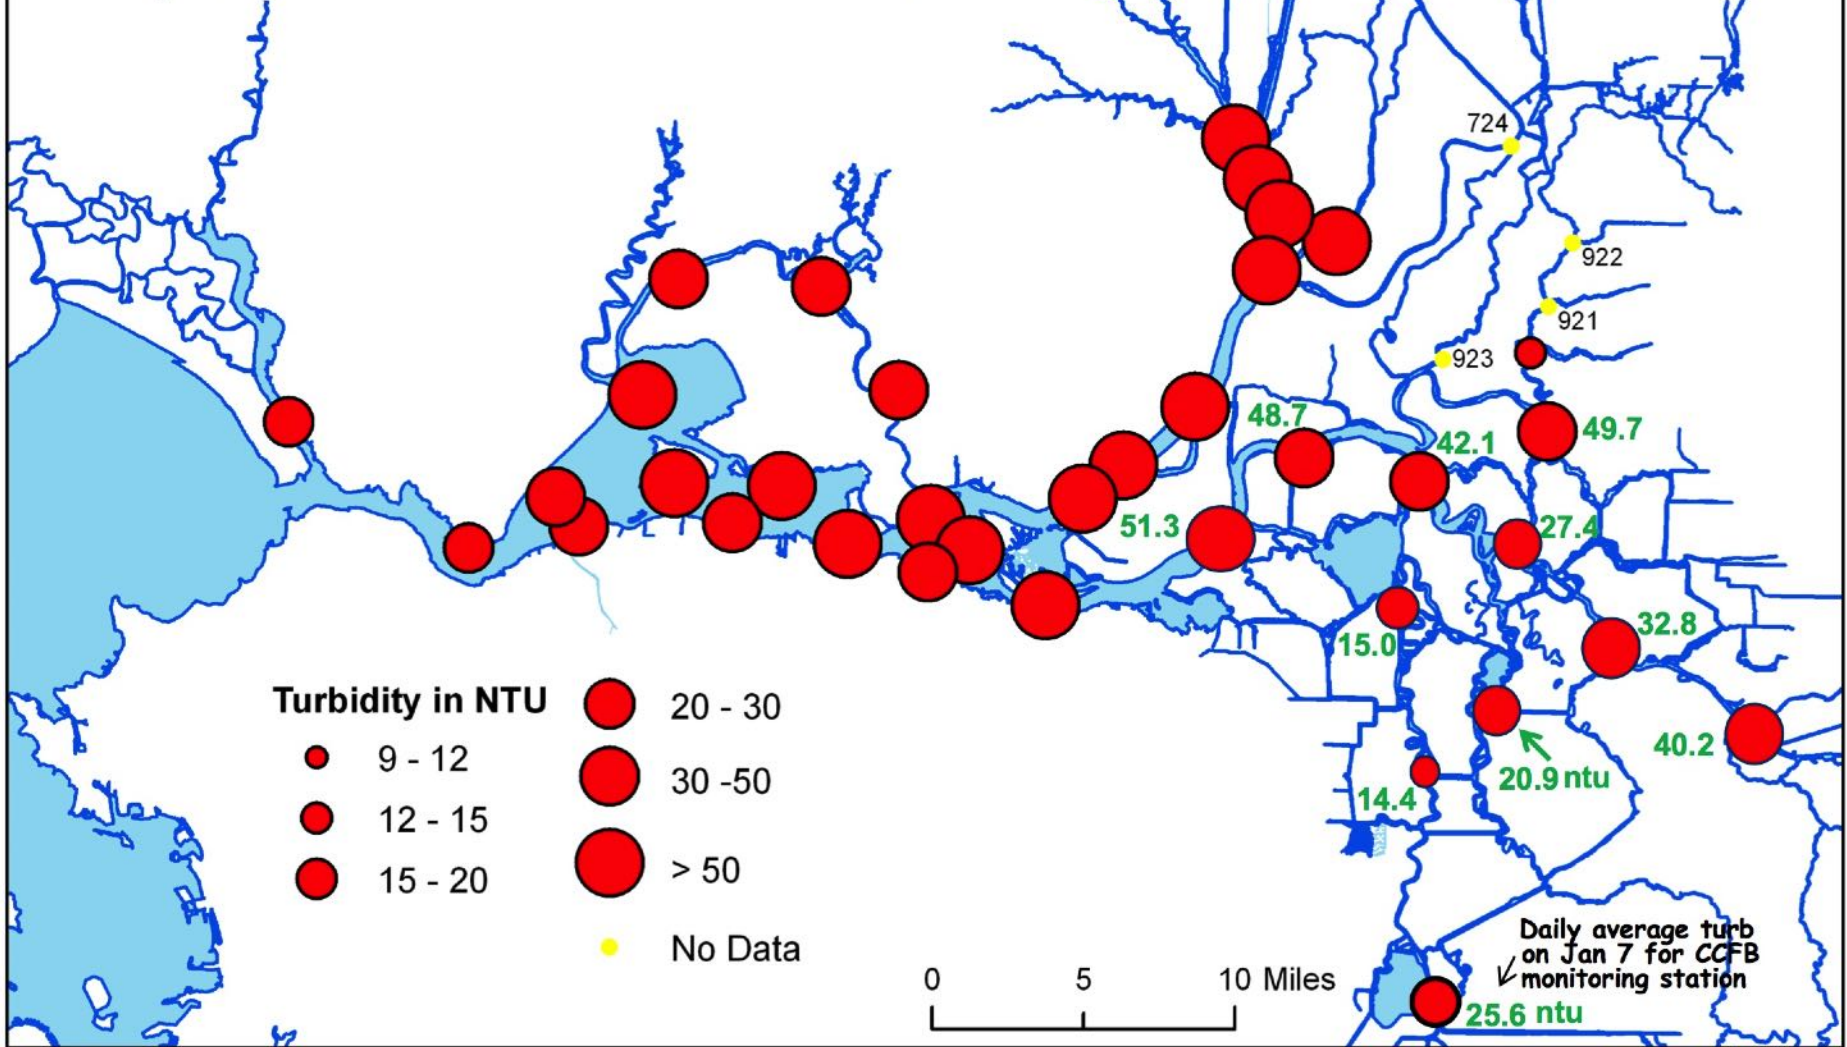 724
922
921
923
48.7
42.1
49.7
51.3
27.4
15.0
32.8
40.2
20.9 ntu
14.4
Turbidity in NTU
9 - 12
12 - 15
15 - 20
20 - 30
30 -50
> 50
No Data
0 5 10 Miles
Daily average turb
on Jan 7 for CCFB
monitoring station
25.6 ntu